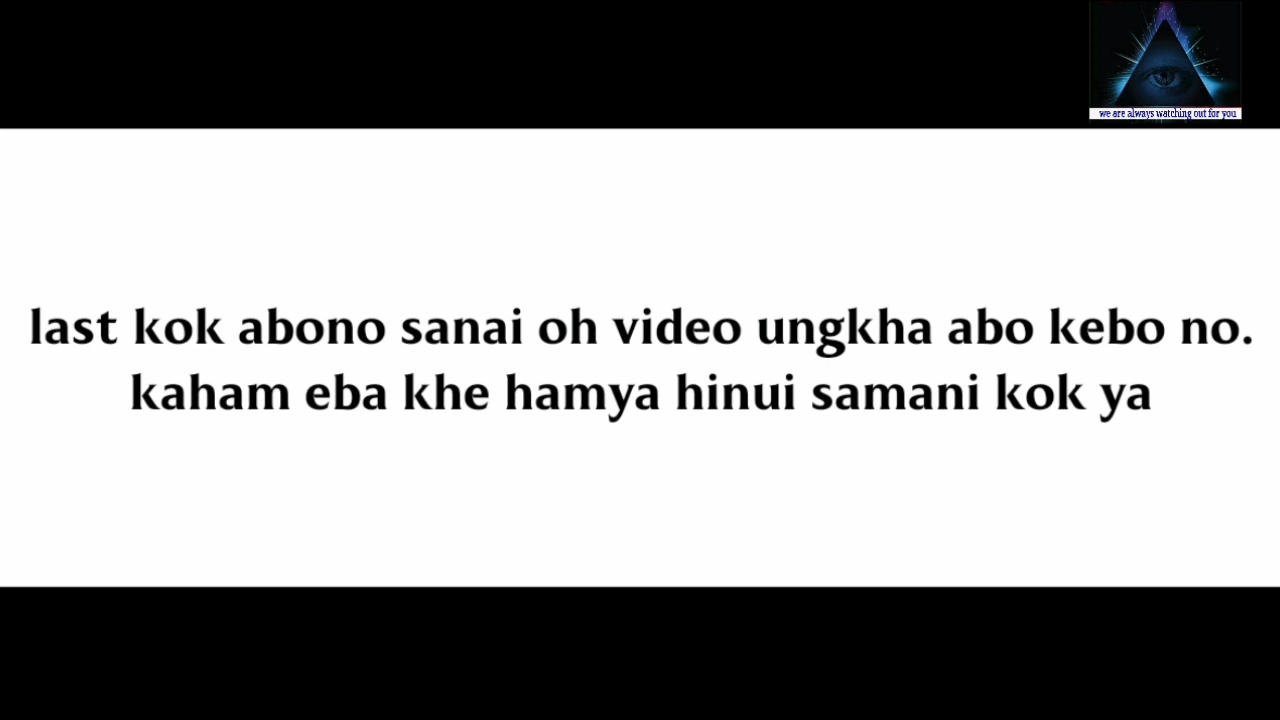 we are always watching out for you
last kok abono sanai oh video ungkha abo kebo no.
kaham eba khe hamya hinui samani kok ya